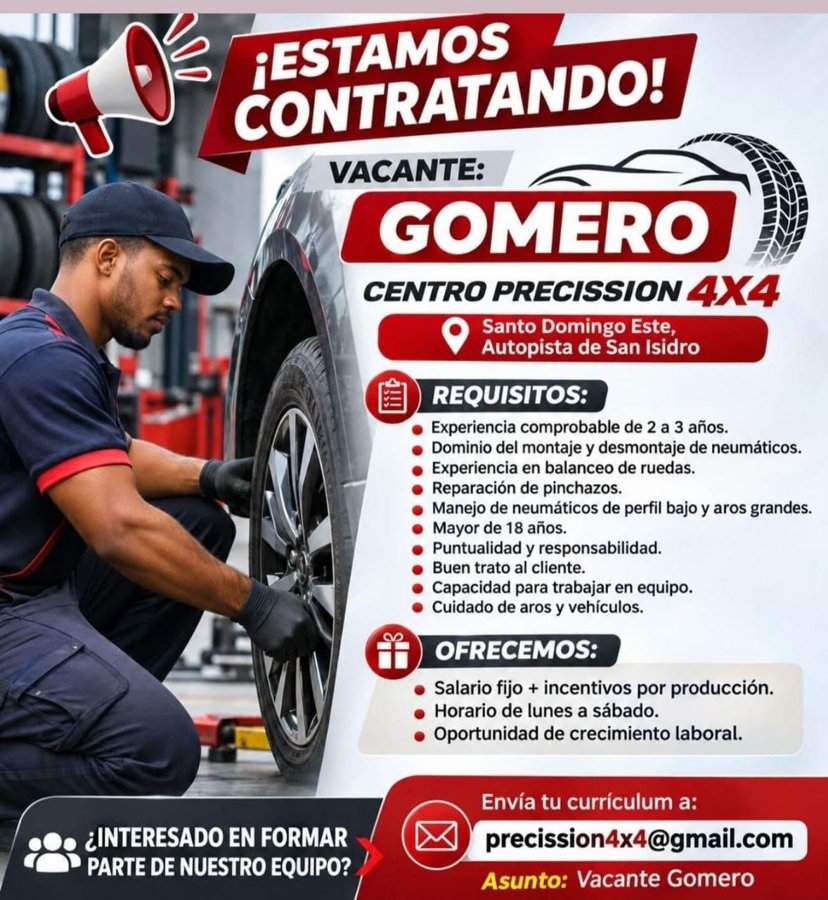 ¡ESTAMOS
CONTRATANDO!
VACANTE:
GOMERO
CENTRO PRECISSION 4X4
Santo Domingo Este,
Autopista de San Isidro
REQUISITOS:
Experiencia comprobable de 2 a 3 años.
Dominio del montaje y desmontaje de neumáticos.
Experiencia en balanceo de ruedas.
Reparación de pinchazos.
Manejo de neumáticos de perfil bajo y aros grandes.
Mayor de 18 años.
Puntualidad y responsabilidad.
Buen trato al cliente.
Capacidad para trabajar en equipo.
Cuidado de aros y vehículos.
OFRECEMOS:
Salario fijo + incentivos por producción.
Horario de lunes a sábado.
Oportunidad de crecimiento laboral.
¿INTERESADO EN FORMAR
PARTE DE NUESTRO EQUIPO?
Envía tu currículum a:
precission4x4@gmail.com
Asunto: Vacante Gomero